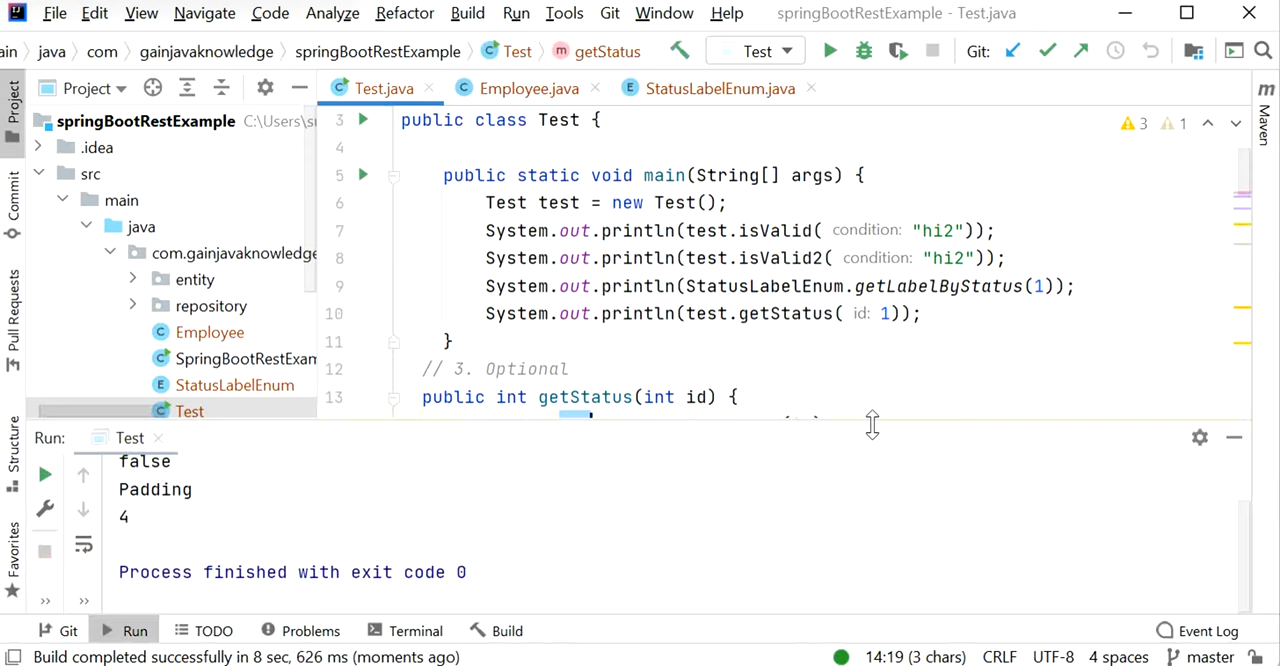 File Edit View Navigate Code Analyze Refactor Build Run Tools Git Window Help springBootRestExample - Test.java
ain java com gainjavaknowledge springBootRestExample Test getStatus Test Git:
Project Test.java Employee.java StatusLabelEnum.java
Project
Commit
Pull Requests
Structure
Favorites
Maven
springBootRestExample C:\Users\su
.idea
src
main
java
com.gainjavaknowledge
entity
repository
Employee
SpringBootRestExam
StatusLabelEnum
Test
3 public class Test {
4
5 public static void main(String[] args) {
6 Test test = new Test();
7 System.out.println(test.isValid( condition: "hi2"));
8 System.out.println(test.isValid2( condition: "hi2"));
9 System.out.println(StatusLabelEnum.getLabelByStatus(1));
10 System.out.println(test.getStatus( id: 1));
11 }
12 // 3. Optional
13 public int getStatus(int id) {
3 1
Run: Test
false
Padding
4
Process finished with exit code 0
Git Run TODO Problems Terminal Build Event Log
Build completed successfully in 8 sec, 626 ms (moments ago) 14:19 (3 chars) CRLF UTF-8 4 spaces master